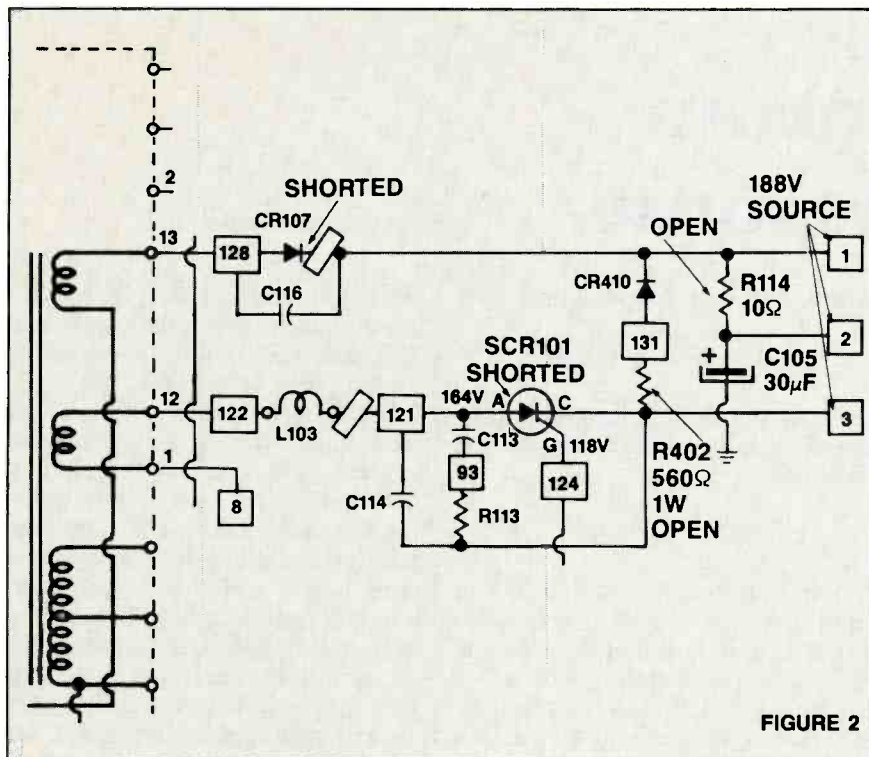 2
13
SHORTED
128
CR107
C116
188V
SOURCE
OPEN
1
CR410
R114
10Ω
2
131
SCR101
SHORTED
+
C105
30µF
12
122
L103
121
164V
A
C
3
C113
G
118V
1
8
93
124
R402
560Ω
1W
OPEN
C114
R113
FIGURE 2